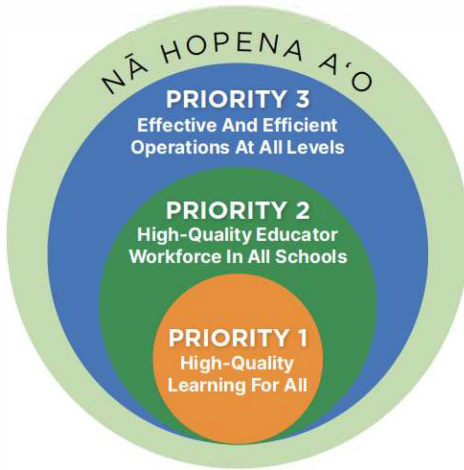 NĀ HOPENA A‘O
PRIORITY 3
Effective And Efficient
Operations At All Levels
PRIORITY 2
High-Quality Educator
Workforce In All Schools
PRIORITY 1
High-Quality
Learning For All